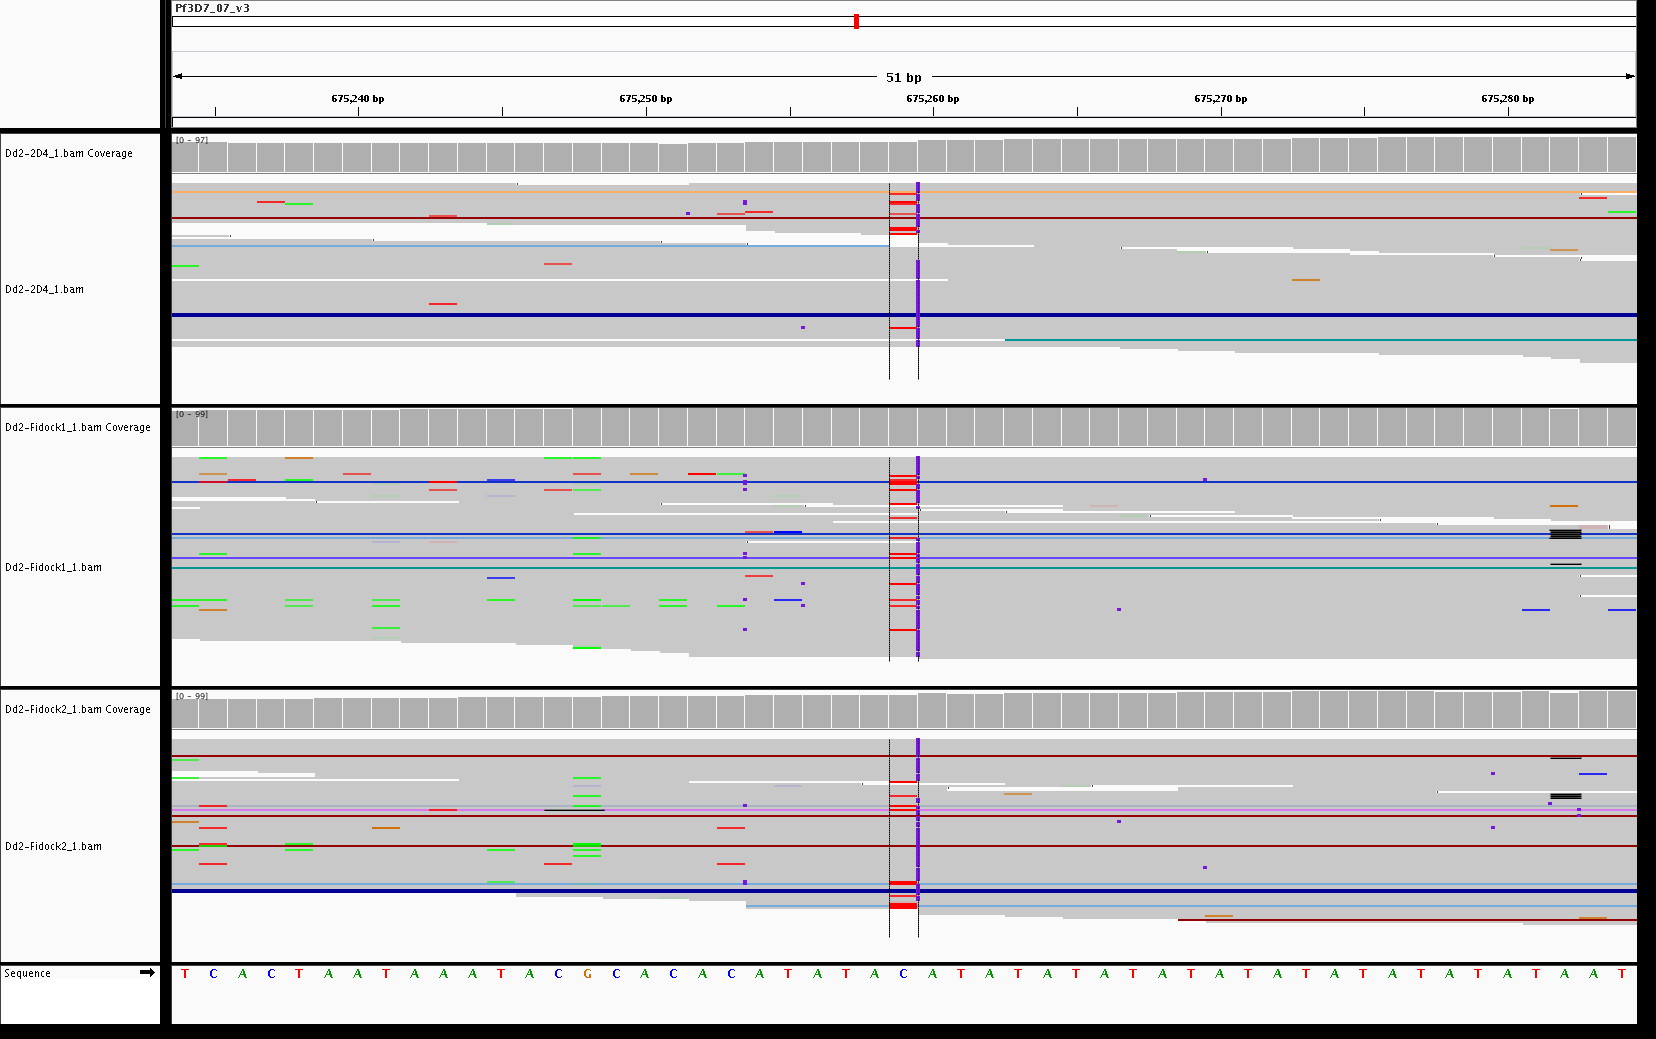 Pf3D7_07_v3
51 bp
675,240 bp 675,250 bp 675,260 bp 675,270 bp 675,280 bp
[0 - 97]
Dd2-2D4_1.bam Coverage
Dd2-2D4_1.bam
[0 - 99]
Dd2-Fidock1_1.bam Coverage
Dd2-Fidock1_1.bam
[0 - 99]
Dd2-Fidock2_1.bam Coverage
Dd2-Fidock2_1.bam
Sequence T C A C T A A T A A A T A C G C A C A C A T A T A C A T A T A T A T A T A T A T A T A T A T A T A A T